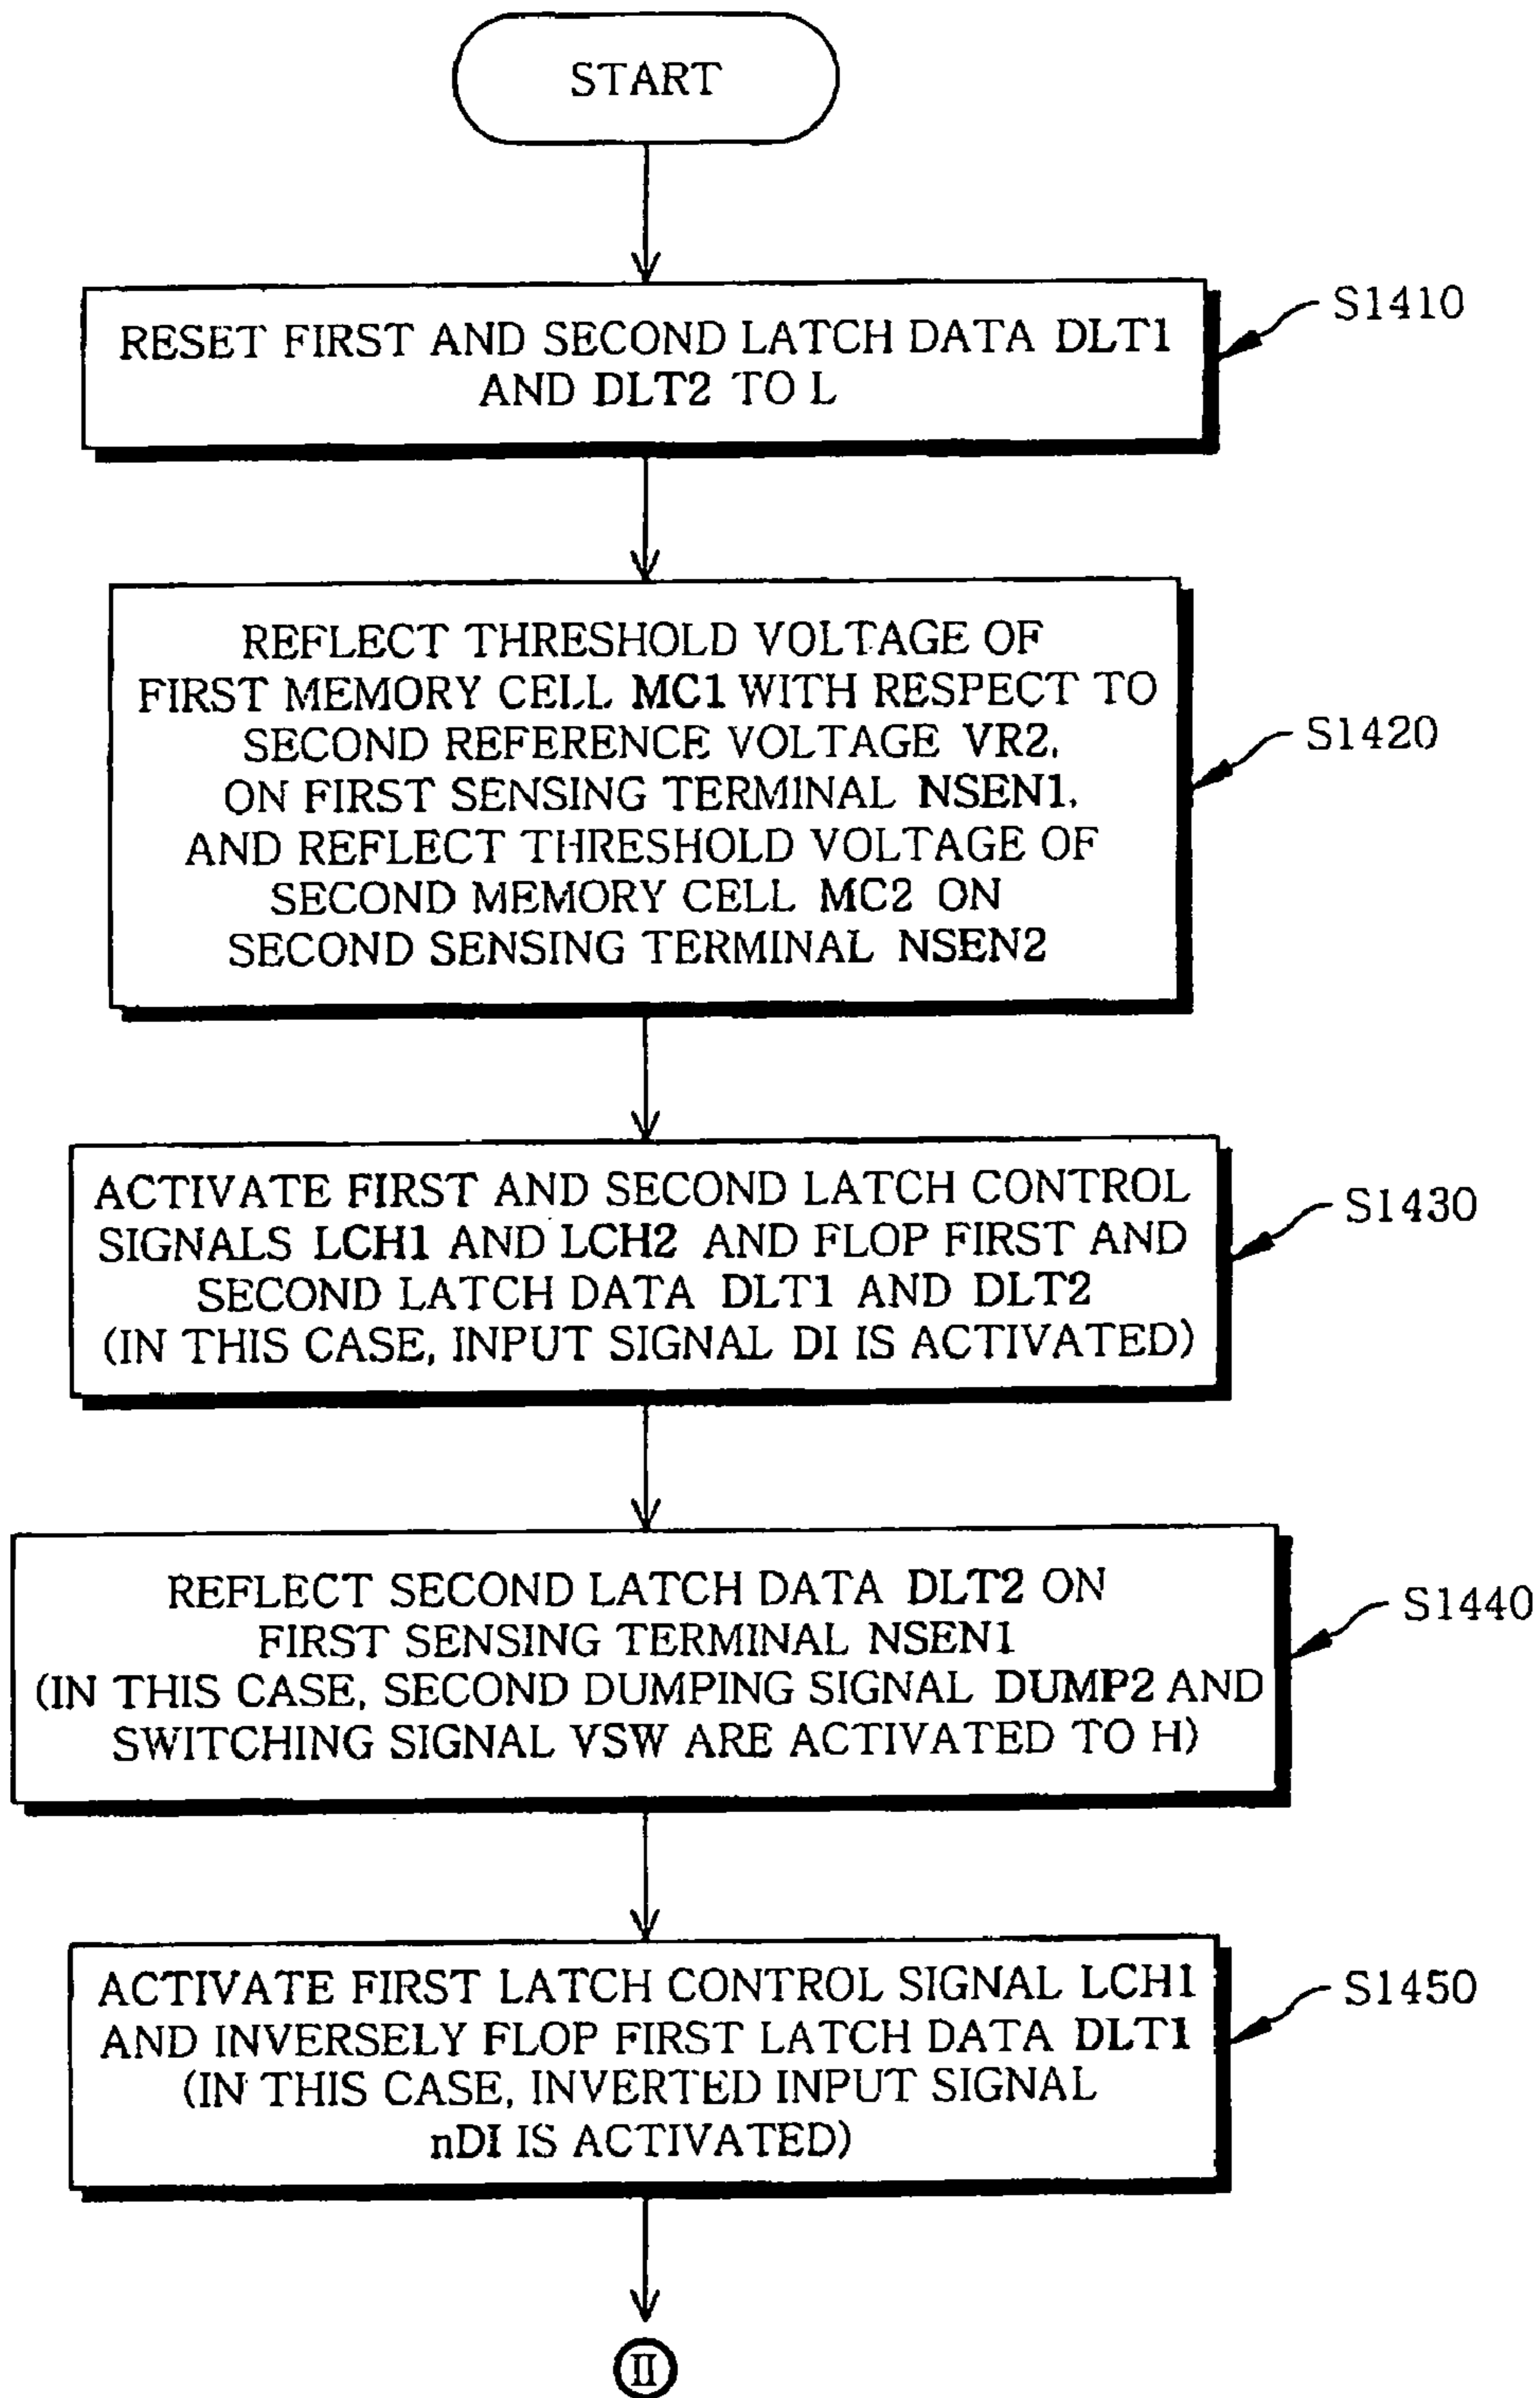 START
RESET FIRST AND SECOND LATCH DATA DLT1
AND DLT2 TO L
S1410
REFLECT THRESHOLD VOLTAGE OF
FIRST MEMORY CELL MC1 WITH RESPECT TO
SECOND REFERENCE VOLTAGE VR2,
ON FIRST SENSING TERMINAL NSEN1,
AND REFLECT THRESHOLD VOLTAGE OF
SECOND MEMORY CELL MC2 ON
SECOND SENSING TERMINAL NSEN2
S1420
ACTIVATE FIRST AND SECOND LATCH CONTROL
SIGNALS LCH1 AND LCH2 AND FLOP FIRST AND
SECOND LATCH DATA DLT1 AND DLT2
(IN THIS CASE, INPUT SIGNAL DI IS ACTIVATED)
S1430
REFLECT SECOND LATCH DATA DLT2 ON
FIRST SENSING TERMINAL NSEN1
(IN THIS CASE, SECOND DUMPING SIGNAL DUMP2 AND
SWITCHING SIGNAL VSW ARE ACTIVATED TO H)
S1440
ACTIVATE FIRST LATCH CONTROL SIGNAL LCH1
AND INVERSELY FLOP FIRST LATCH DATA DLT1
(IN THIS CASE, INVERTED INPUT SIGNAL
nDI IS ACTIVATED)
S1450
II